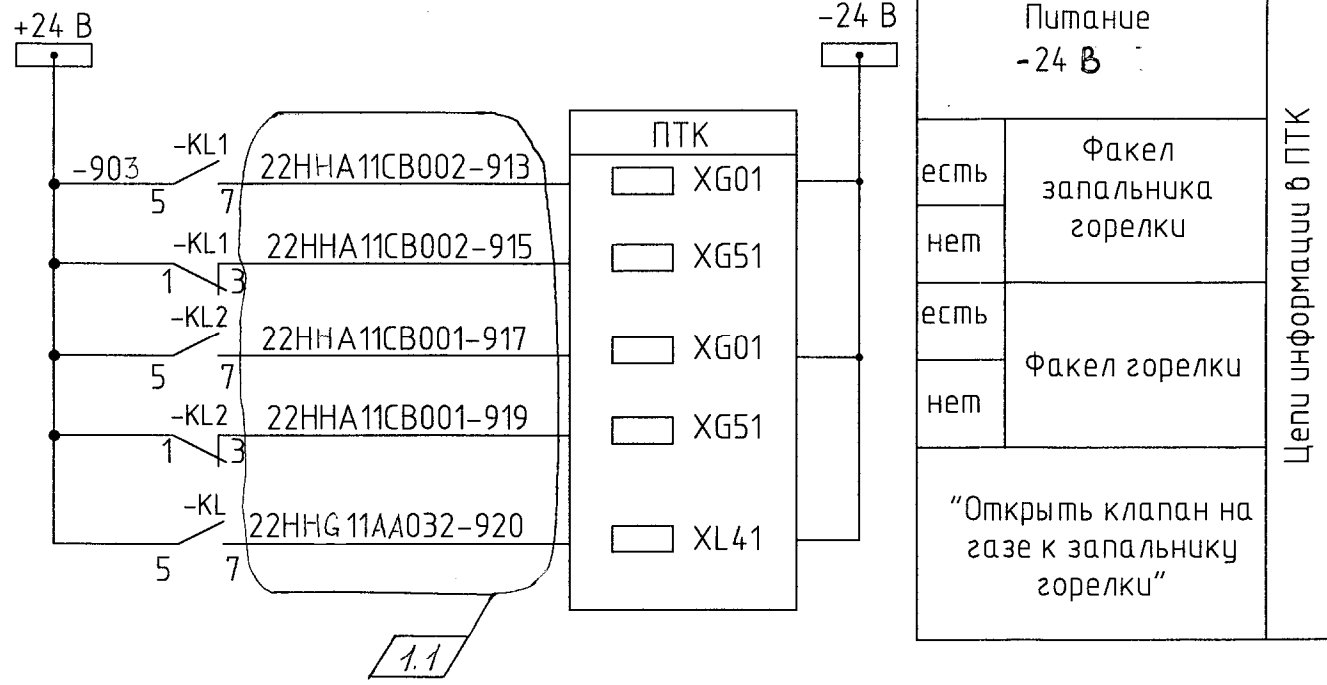 +24 В
-24 В
Питание
-24 В
ПТК
-903
-KL1
22HHA11CB002-913
XG01
5
7
-KL1
22HHA11CB002-915
XG51
1
3
-KL2
22HHA11CB001-917
XG01
5
7
-KL2
22HHA11CB001-919
XG51
1
3
-KL
22HHG11AA032-920
XL41
5
7
1.1
есть
Факел
запальника
горелки
нет
есть
Факел горелки
нет
"Открыть клапан на
газе к запальнику
горелки"
Цепи информации в ПТК